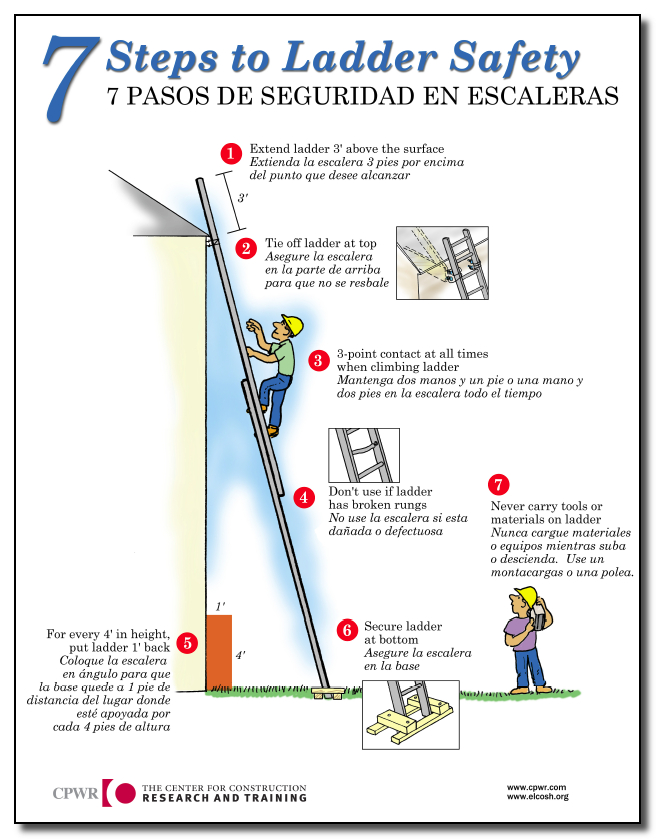 7 Steps to Ladder Safety
7 PASOS DE SEGURIDAD EN ESCALERAS
1
Extend ladder 3' above the surface
Extienda la escalera 3 pies por encima
del punto que desee alcanzar
3'
2
Tie off ladder at top
Asegure la escalera
en la parte de arriba
para que no se resbale
3
3-point contact at all times
when climbing ladder
Mantenga dos manos y un pie o una mano y
dos pies en la escalera todo el tiempo
4
Don't use if ladder
has broken rungs
No use la escalera si esta
dañada o defectuosa
7
Never carry tools or
materials on ladder
Nunca cargue materiales
o equipos mientras suba
o descienda. Use un
montacargas o una polea.
1'
4'
5
For every 4' in height,
put ladder 1' back
Coloque la escalera
en ángulo para que
la base quede a 1 pie de
distancia del lugar donde
esté apoyada por
cada 4 pies de altura
6
Secure ladder
at bottom
Asegure la escalera
en la base
CPWR
THE CENTER FOR CONSTRUCTION
RESEARCH AND TRAINING
www.cpwr.com
www.elcosh.org